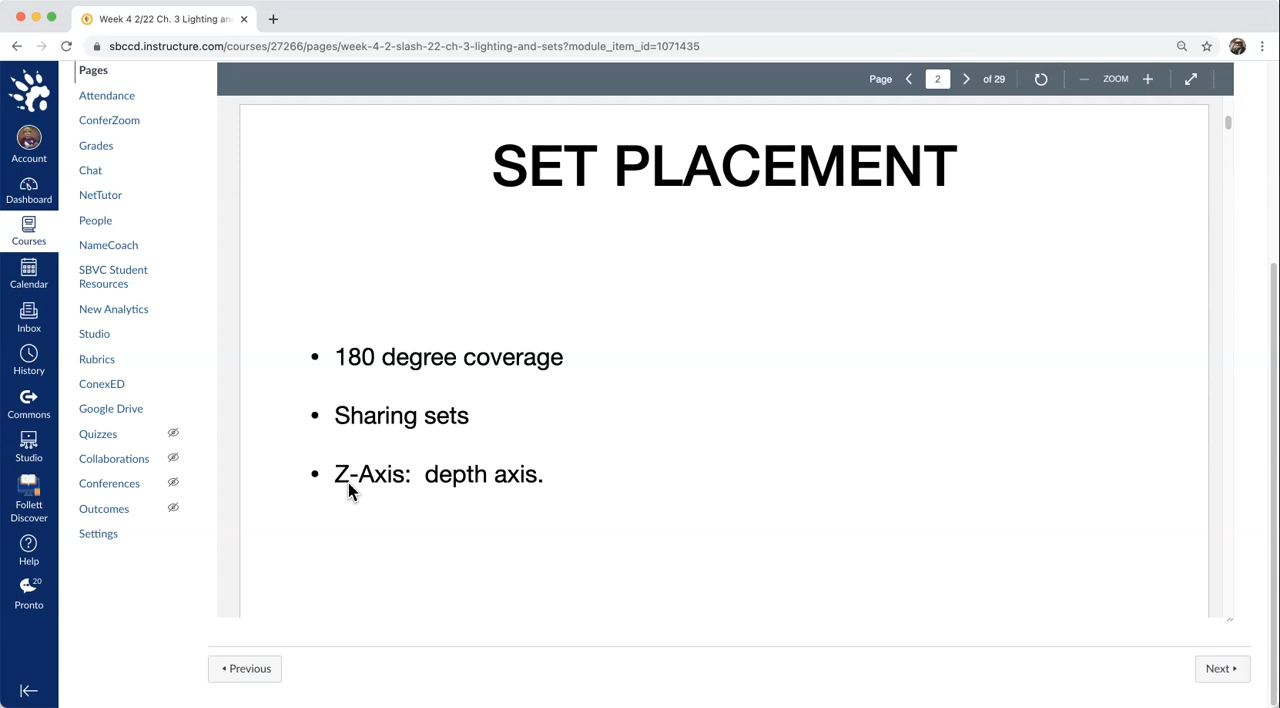 Week 4 2/22 Ch. 3 Lighting an
sbccd.instructure.com/courses/27266/pages/week-4-2-slash-22-ch-3-lighting-and-sets?module_item_id=1071435
Account
Dashboard
Courses
Calendar
Inbox
History
Commons
Studio
Follett
Discover
Help
20
Pronto
Pages
Attendance
ConferZoom
Grades
Chat
NetTutor
People
NameCoach
SBVC Student
Resources
New Analytics
Studio
Rubrics
ConexED
Google Drive
Quizzes
Collaborations
Conferences
Outcomes
Settings
Page 2 of 29 ZOOM
SET PLACEMENT
• 180 degree coverage
• Sharing sets
• Z-Axis: depth axis.
Previous
Next